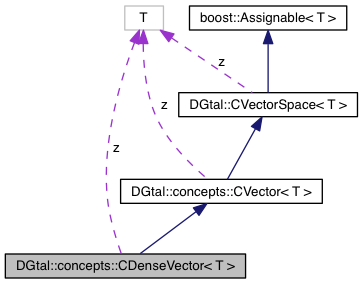 T
boost::Assignable< T >
z
DGtal::CVectorSpace< T >
z
z
DGtal::concepts::CVector< T >
DGtal::concepts::CDenseVector< T >